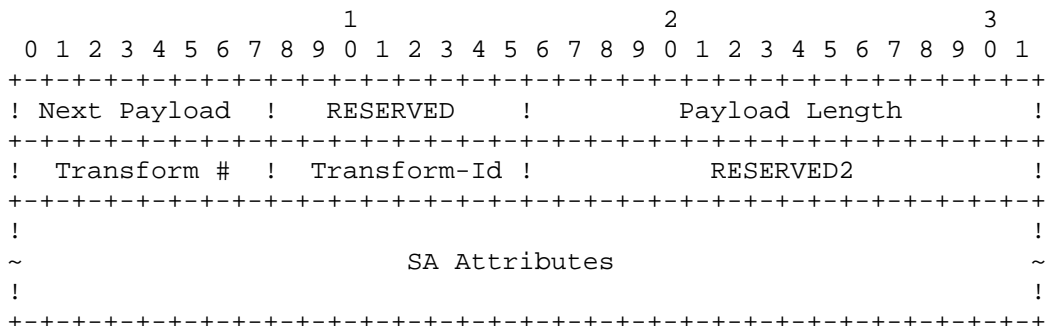 1                   2                   3
 0 1 2 3 4 5 6 7 8 9 0 1 2 3 4 5 6 7 8 9 0 1 2 3 4 5 6 7 8 9 0 1
+-+-+-+-+-+-+-+-+-+-+-+-+-+-+-+-+-+-+-+-+-+-+-+-+-+-+-+-+-+-+-+-+
! Next Payload  !   RESERVED    !         Payload Length        !
+-+-+-+-+-+-+-+-+-+-+-+-+-+-+-+-+-+-+-+-+-+-+-+-+-+-+-+-+-+-+-+-+
!  Transform #  !  Transform-Id !           RESERVED2           !
+-+-+-+-+-+-+-+-+-+-+-+-+-+-+-+-+-+-+-+-+-+-+-+-+-+-+-+-+-+-+-+-+
!                                                               !
~                        SA Attributes                          ~
!                                                               !
+-+-+-+-+-+-+-+-+-+-+-+-+-+-+-+-+-+-+-+-+-+-+-+-+-+-+-+-+-+-+-+-+